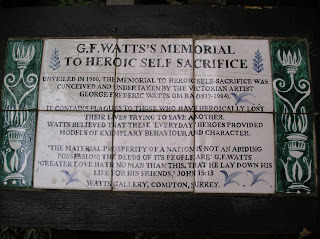 G.F. WATTS'S MEMORIAL
TO HEROIC SELF SACRIFICE
UNVEILED IN 1900, THE MEMORIAL TO HEROIC SELF-SACRIFICE WAS
CONCEIVED AND UNDERTAKEN BY THE VICTORIAN ARTIST
GEORGE FREDERIC WATTS OM RA (1817-1904).
IT CONTAINS PLAQUES TO THOSE WHO HAVE HEROICALLY LOST
THEIR LIVES TRYING TO SAVE ANOTHER.
WATTS BELIEVED THAT THESE 'EVERYDAY' HEROES PROVIDED
MODELS OF EXEMPLARY BEHAVIOUR AND CHARACTER.
'THE MATERIAL PROSPERITY OF A NATION IS NOT AN ABIDING
POSSESSION; THE DEEDS OF ITS PEOPLE ARE' G.F. WATTS
'GREATER LOVE HATH NO MAN THAN THIS, THAT HE LAY DOWN HIS
LIFE FOR HIS FRIENDS,' JOHN 15:13
WATTS GALLERY, COMPTON, SURREY.